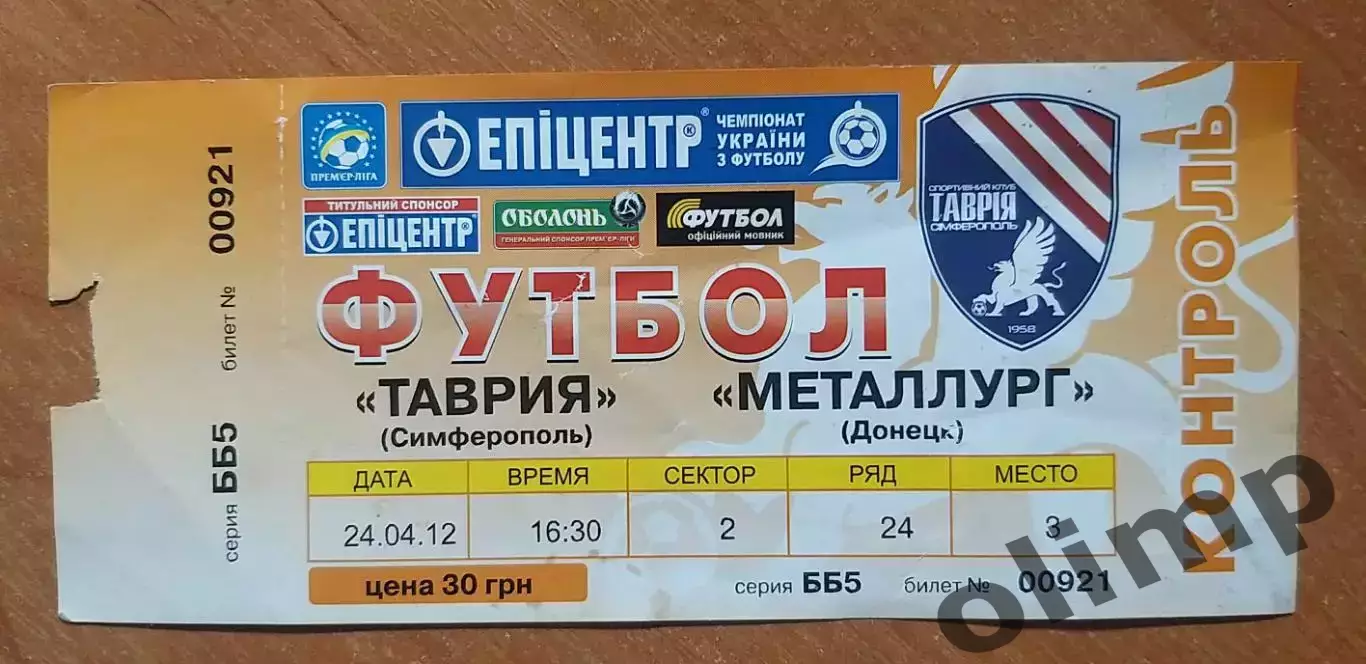 серия ББ5 билет № 00921
ПРЕМ'ЄР-ЛІГА
ЕПІЦЕНТР К
ЧЕМПІОНАТ
УКРАЇНИ
З ФУТБОЛУ
ТИТУЛЬНИЙ СПОНСОР
ЕПІЦЕНТР
ОБОЛОНЬ
ГЕНЕРАЛЬНИЙ СПОНСОР ПРЕМ'ЄР-ЛІГИ
ФУТБОЛ
офіційний мовник
СПОРТИВНИЙ КЛУБ
ТАВРІЯ
СІМФЕРОПОЛЬ
1958
ФУТБОЛ
«ТАВРИЯ» «МЕТАЛЛУРГ»
(Симферополь) (Донецк)
ДАТА ВРЕМЯ СЕКТОР РЯД МЕСТО
24.04.12 16:30 2 24 3
цена 30 грн серия ББ5 билет № 00921
КОНТРОЛЬ
olimp